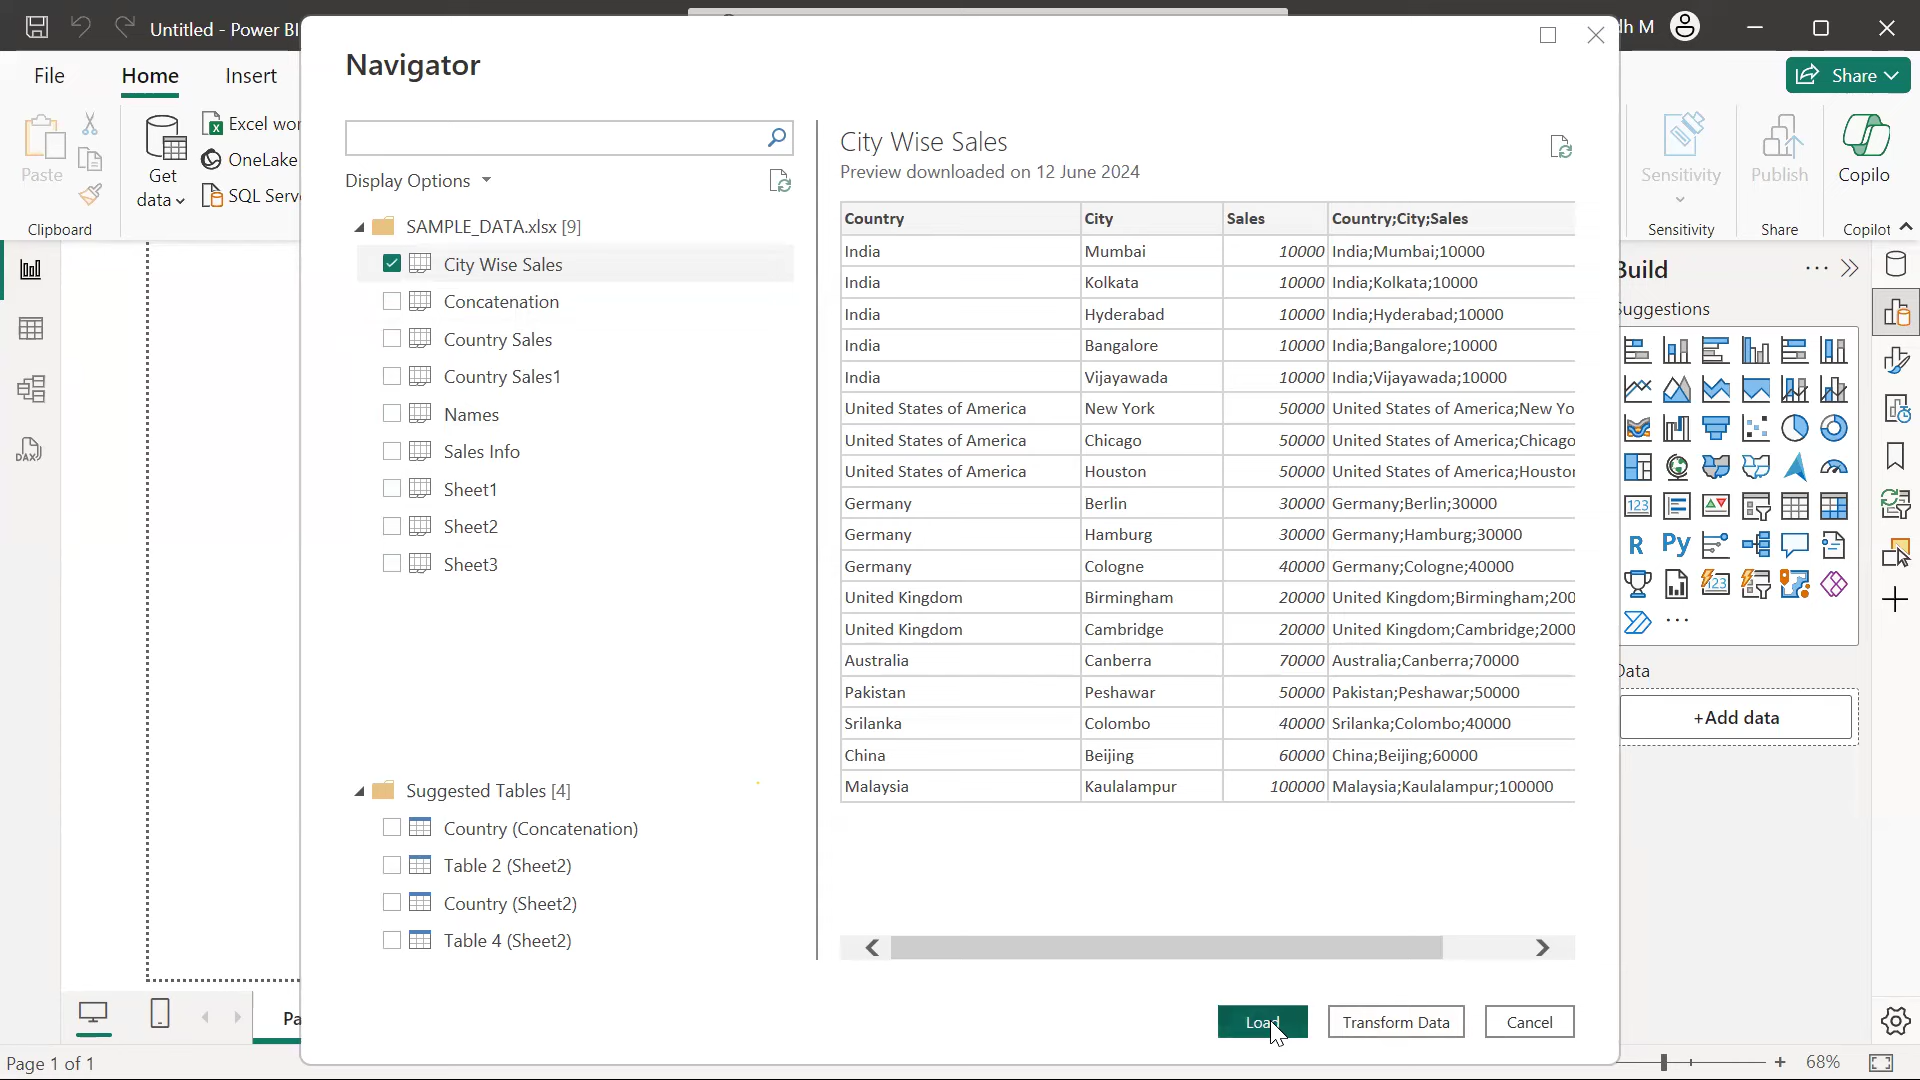 Untitled - Power BI
dh M
File
Home
Insert
Share
Paste
Get data
Excel wor
OneLake
SQL Serv
Clipboard
Sensitivity
Publish
Copilo
Sensitivity
Share
Copilot
Navigator
Display Options
SAMPLE_DATA.xlsx [9]
City Wise Sales
Concatenation
Country Sales
Country Sales1
Names
Sales Info
Sheet1
Sheet2
Sheet3
Suggested Tables [4]
Country (Concatenation)
Table 2 (Sheet2)
Country (Sheet2)
Table 4 (Sheet2)
City Wise Sales
Preview downloaded on 12 June 2024
Country City Sales Country;City;Sales
India Mumbai 10000 India;Mumbai;10000
India Kolkata 10000 India;Kolkata;10000
India Hyderabad 10000 India;Hyderabad;10000
India Bangalore 10000 India;Bangalore;10000
India Vijayawada 10000 India;Vijayawada;10000
United States of America New York 50000 United States of America;New Yo
United States of America Chicago 50000 United States of America;Chicago
United States of America Houston 50000 United States of America;Houston
Germany Berlin 30000 Germany;Berlin;30000
Germany Hamburg 30000 Germany;Hamburg;30000
Germany Cologne 40000 Germany;Cologne;40000
United Kingdom Birmingham 20000 United Kingdom;Birmingham;200
United Kingdom Cambridge 20000 United Kingdom;Cambridge;2000
Australia Canberra 70000 Australia;Canberra;70000
Pakistan Peshawar 50000 Pakistan;Peshawar;50000
Srilanka Colombo 40000 Srilanka;Colombo;40000
China Beijing 60000 China;Beijing;60000
Malaysia Kaulalampur 100000 Malaysia;Kaulalampur;100000
Load
Transform Data
Cancel
Build
Suggestions
123
R
Py
123
Data
+Add data
DAX
Pa
Page 1 of 1
68%